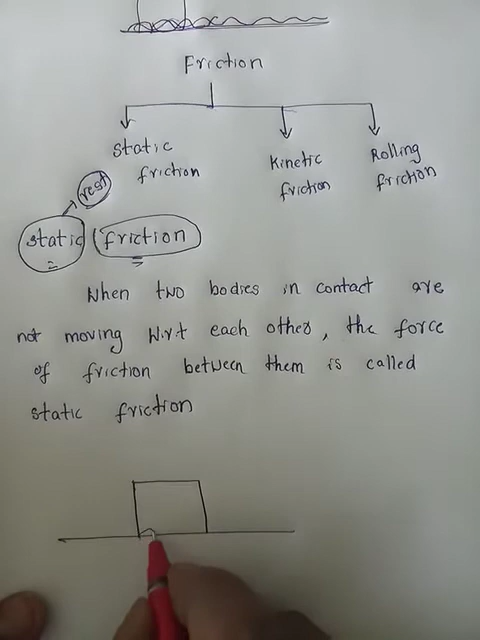 Friction
static friction
Kinetic friction
Rolling friction
rest
static friction
When two bodies in contact are
not moving W.r.t each other, the force
of friction between them is called
static friction